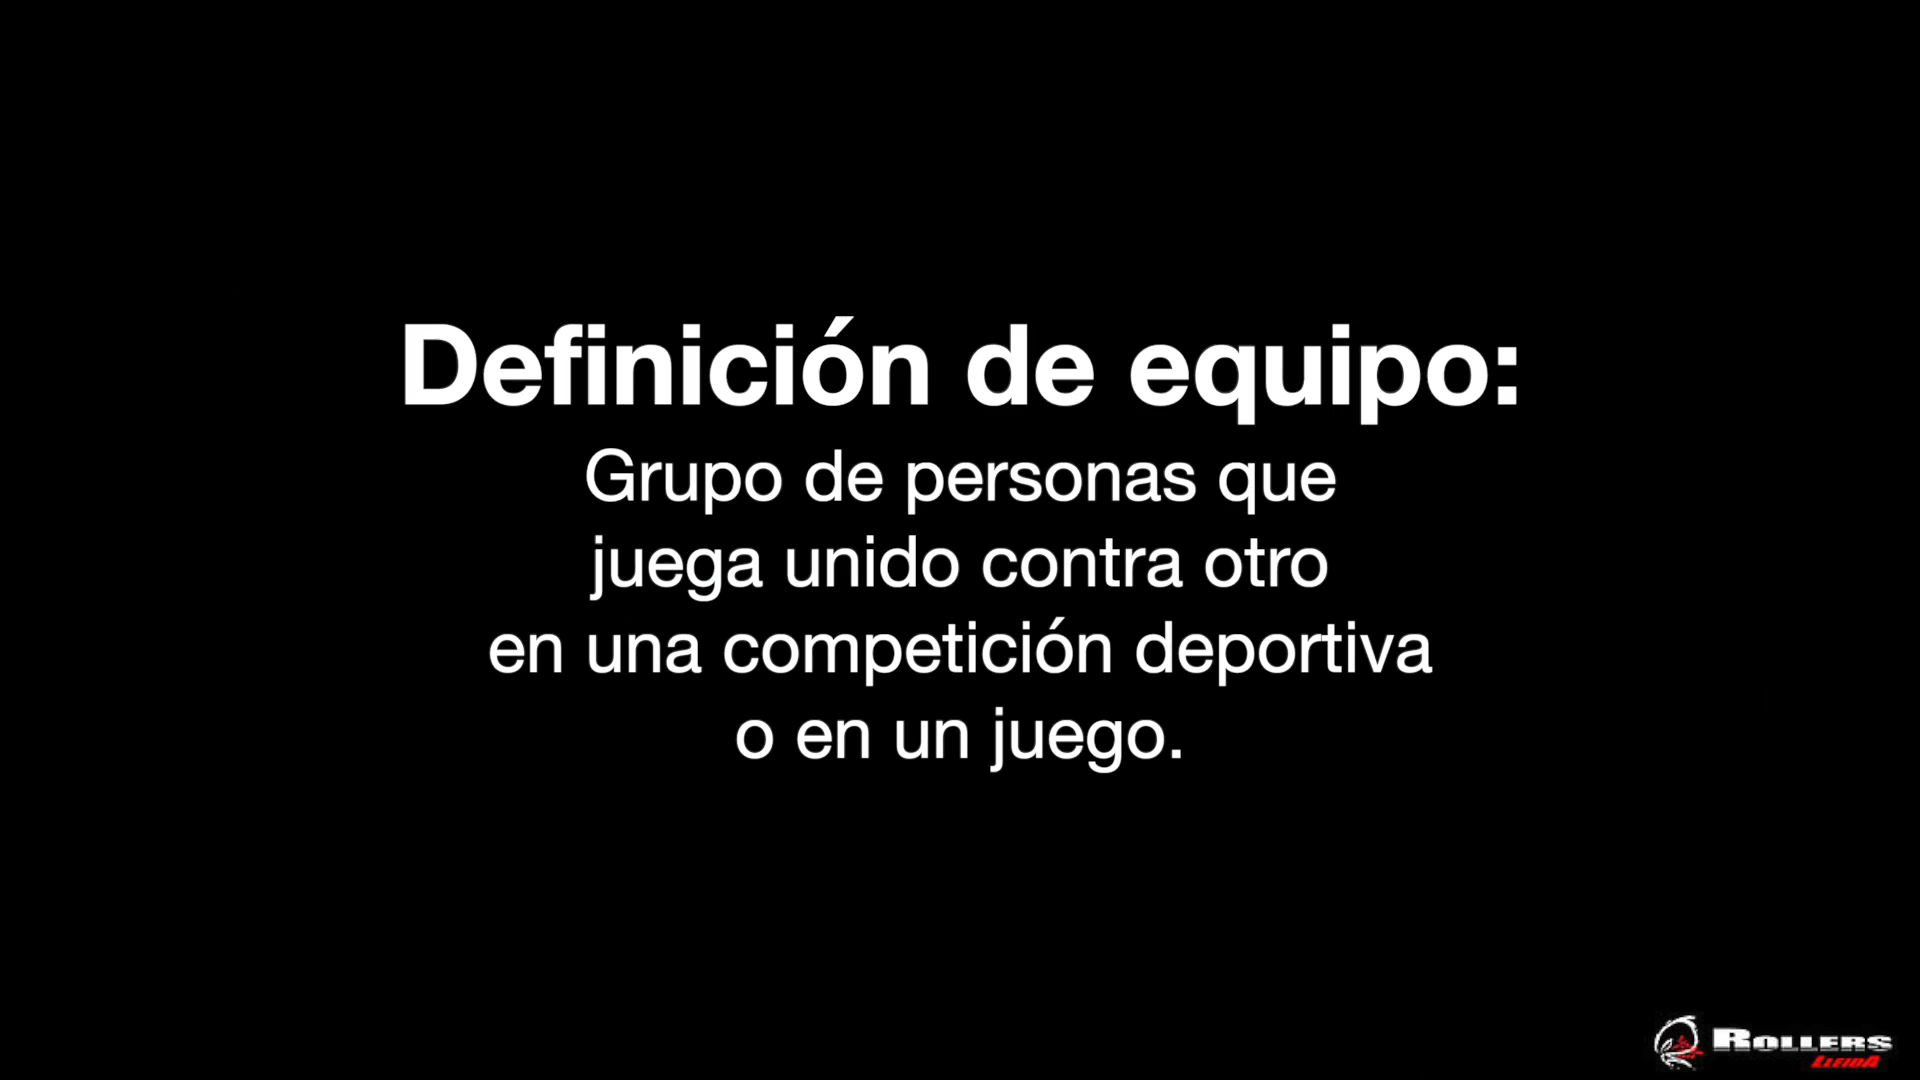 Definición de equipo:
Grupo de personas que
juega unido contra otro
en una competición deportiva
o en un juego.
ROLLERS
LLEIDA